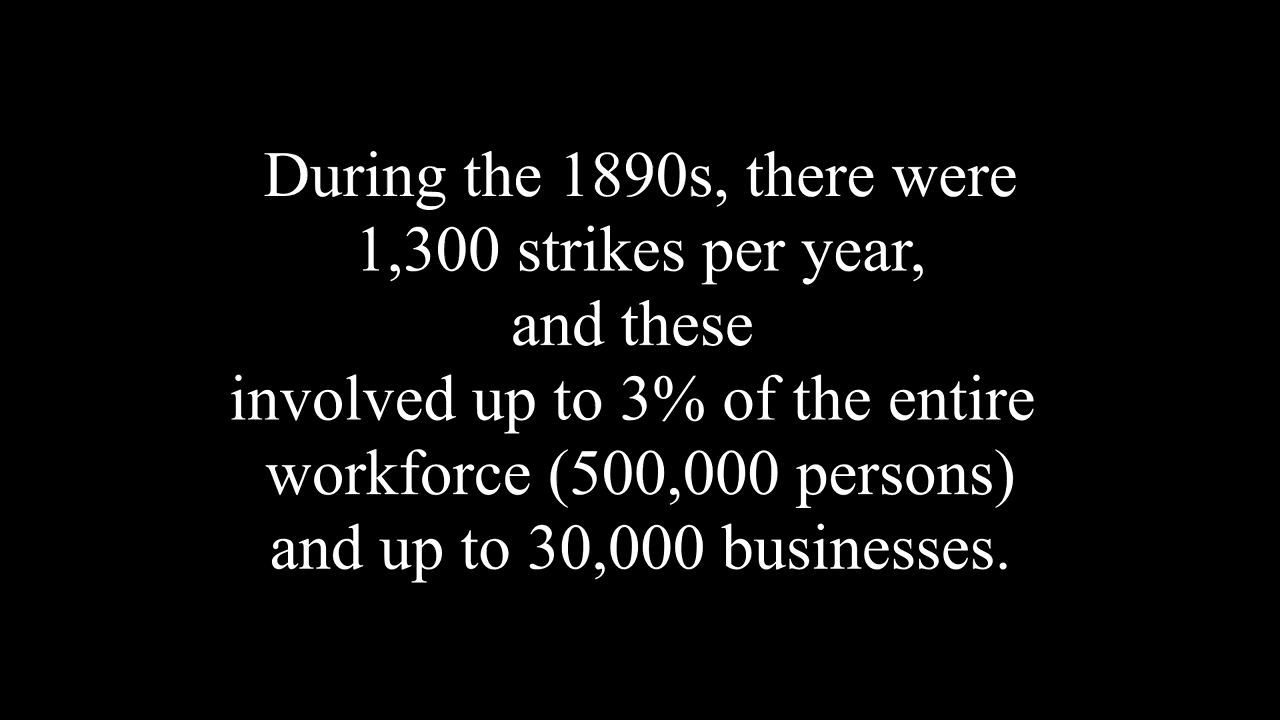 During the 1890s, there were
1,300 strikes per year,
and these
involved up to 3% of the entire
workforce (500,000 persons)
and up to 30,000 businesses.